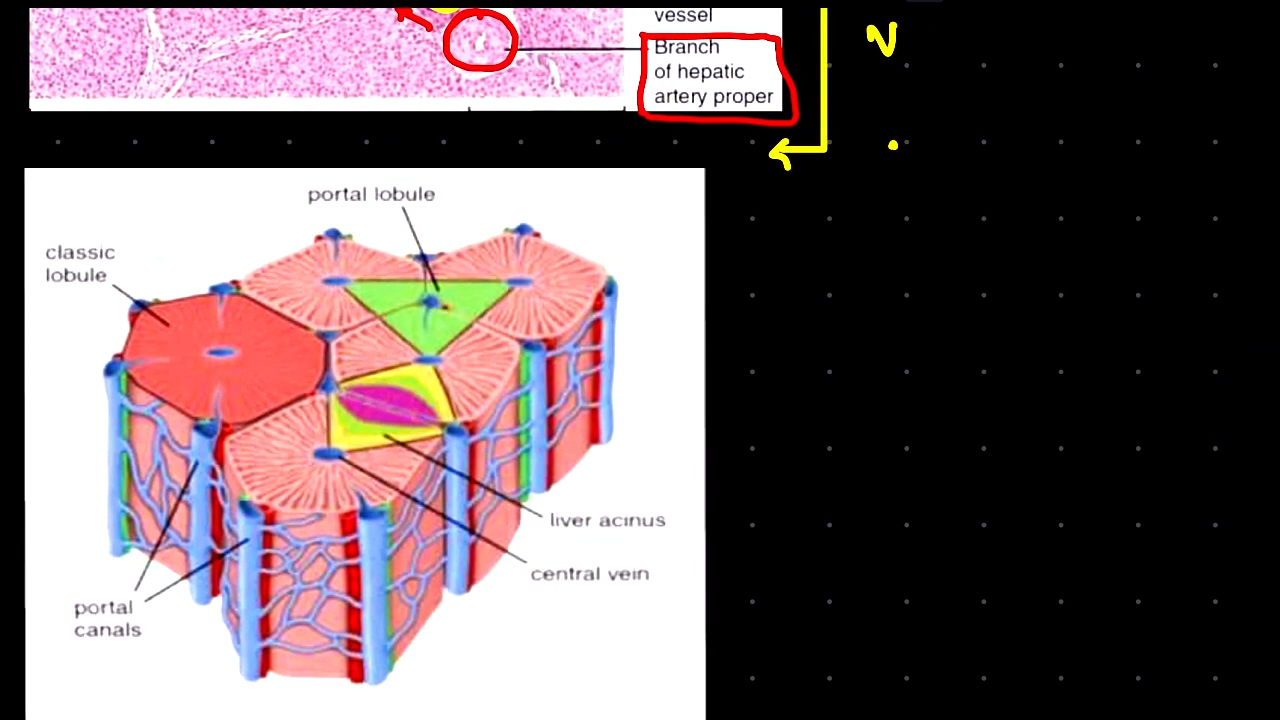 vessel
Branch
of hepatic
artery proper
N
portal lobule
classic
lobule
liver acinus
central vein
portal
canals